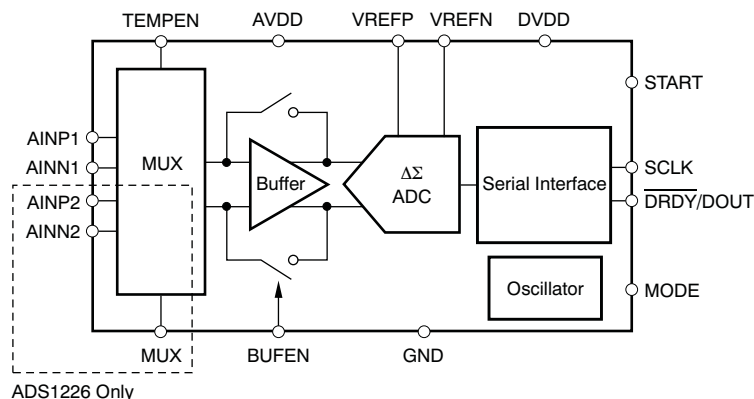 TEMPEN AVDD VREFP VREFN DVDD
START
AINP1
AINN1
AINP2
AINN2
MUX
Buffer
ΔΣ
ADC
Serial Interface
SCLK
DRDY/DOUT
Oscillator
MODE
MUX BUFEN GND
ADS1226 Only